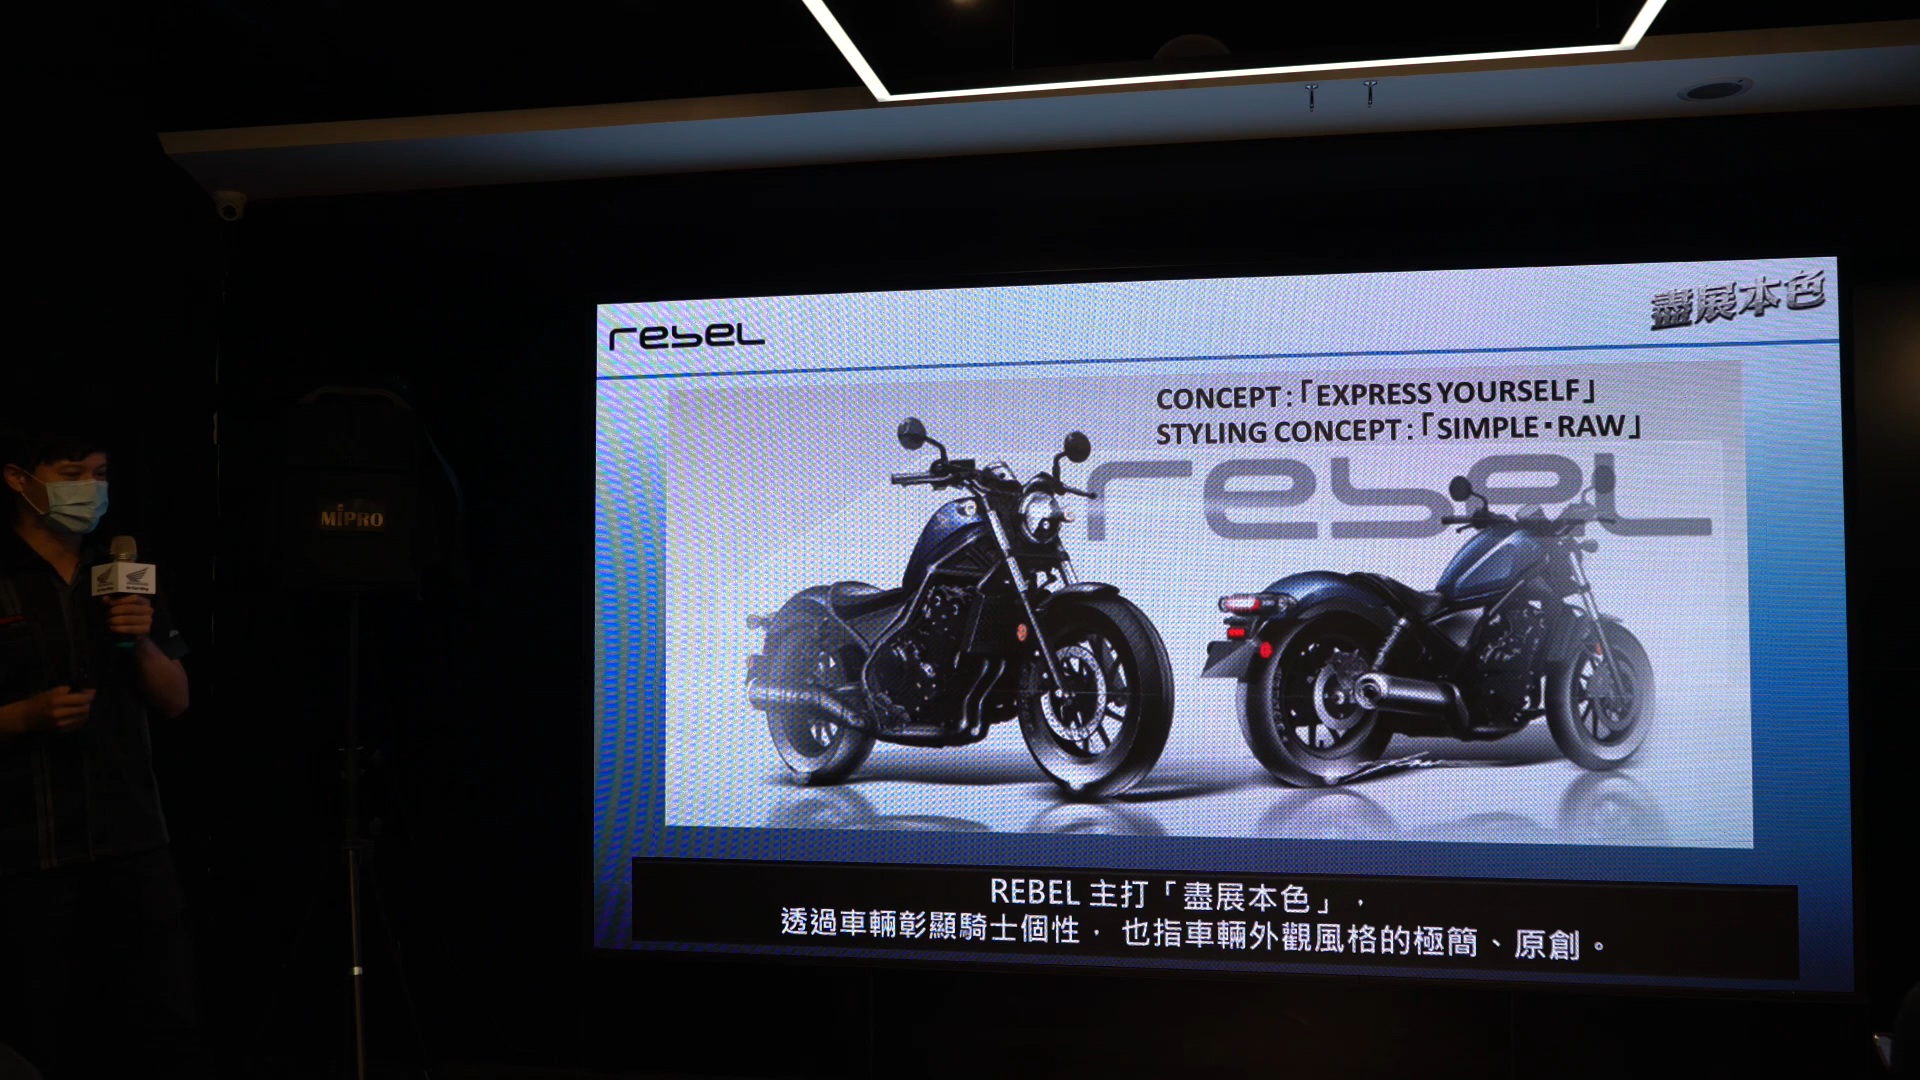 rebel
盡展本色
CONCEPT:「EXPRESS YOURSELF」
STYLING CONCEPT:「SIMPLE・RAW」
rebel
MIPRO
REBEL 主打「盡展本色」，
透過車輛彰顯騎士個性，也指車輛外觀風格的極簡、原創。